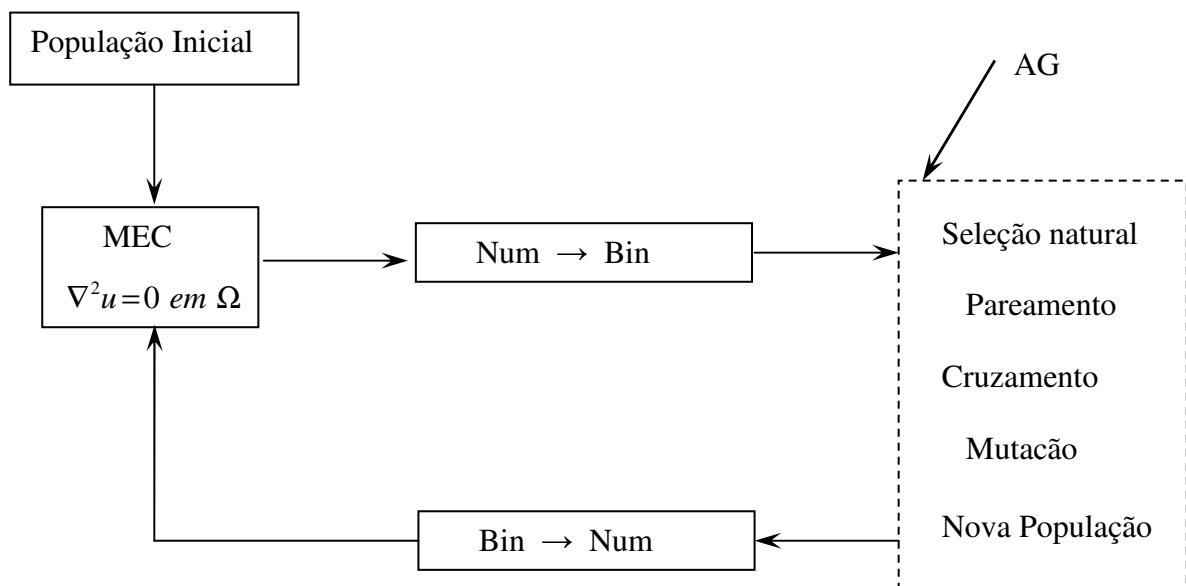 População Inicial
AG
MEC
∇²u=0 em Ω
Num → Bin
Seleção natural
Pareamento
Cruzamento
Mutacão
Nova População
Bin → Num